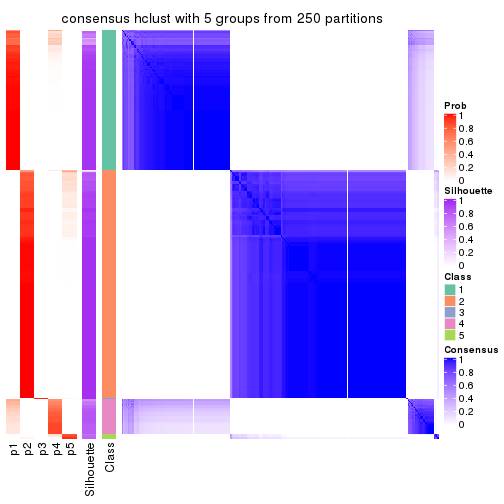 consensus hclust with 5 groups from 250 partitions
Prob
1
0.8
0.6
0.4
0.2
0
Silhouette
1
0.8
0.6
0.4
0.2
0
Class
1
2
3
4
5
Consensus
1
0.8
0.6
0.4
0.2
0
p1
p2
p3
p4
p5
Silhouette
Class